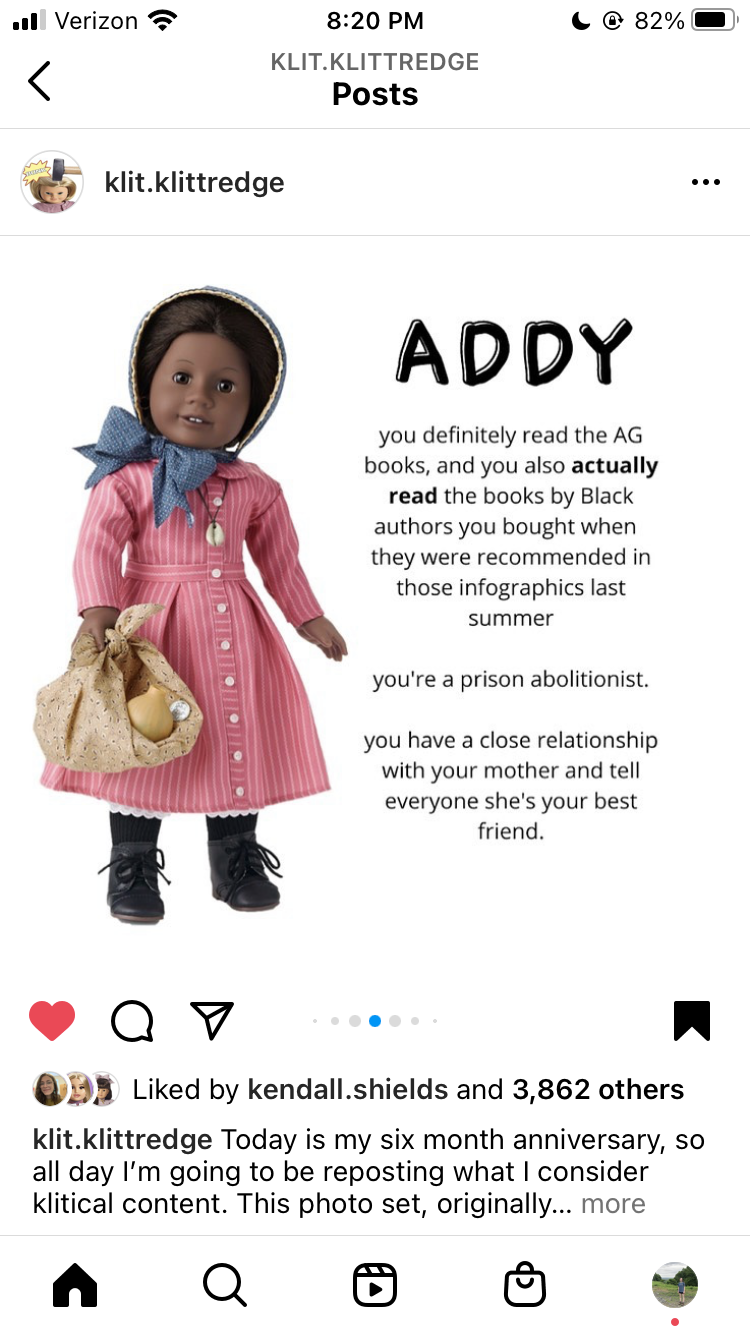 Verizon 8:20 PM 82%
KLIT.KLITTREDGE
Posts
klit.klittredge
ADDY
you definitely read the AG
books, and you also actually
read the books by Black
authors you bought when
they were recommended in
those infographics last
summer
you're a prison abolitionist.
you have a close relationship
with your mother and tell
everyone she's your best
friend.
Liked by kendall.shields and 3,862 others
klit.klittredge Today is my six month anniversary, so
all day I’m going to be reposting what I consider
klitical content. This photo set, originally... more